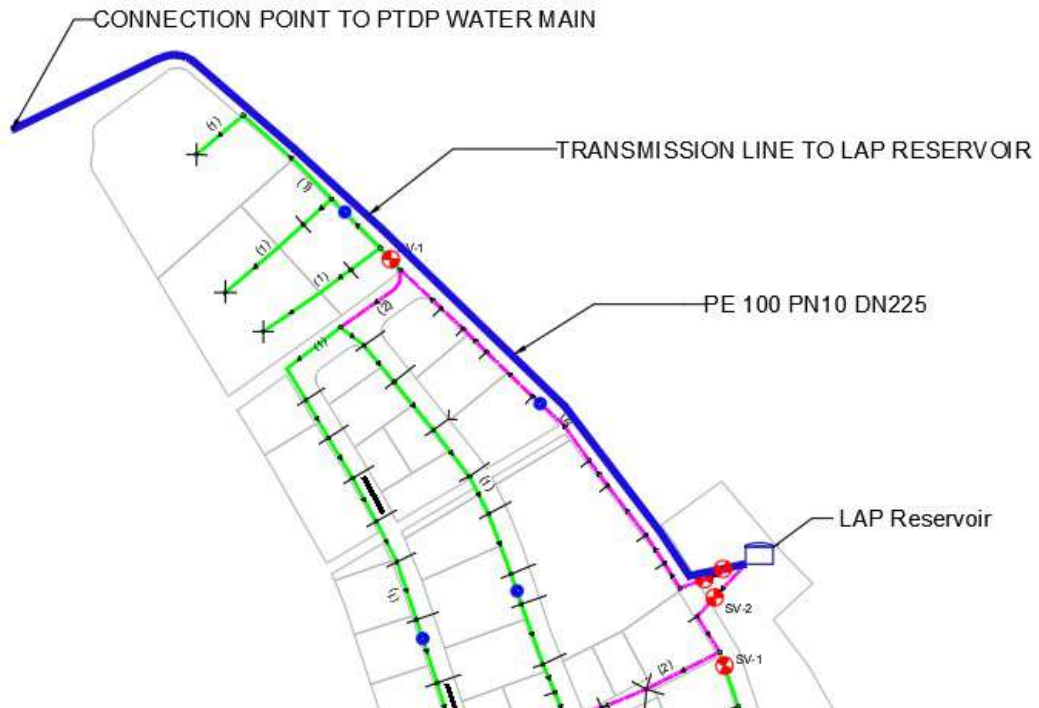 CONNECTION POINT TO PTDP WATER MAIN
(1)
TRANSMISSION LINE TO LAP RESERVOIR
(1)
(1)
V-1
(1)
(2)
PE 100 PN10 DN225
(1)
(1)
LAP Reservoir
(1)
SV-2
SV-1
(2)